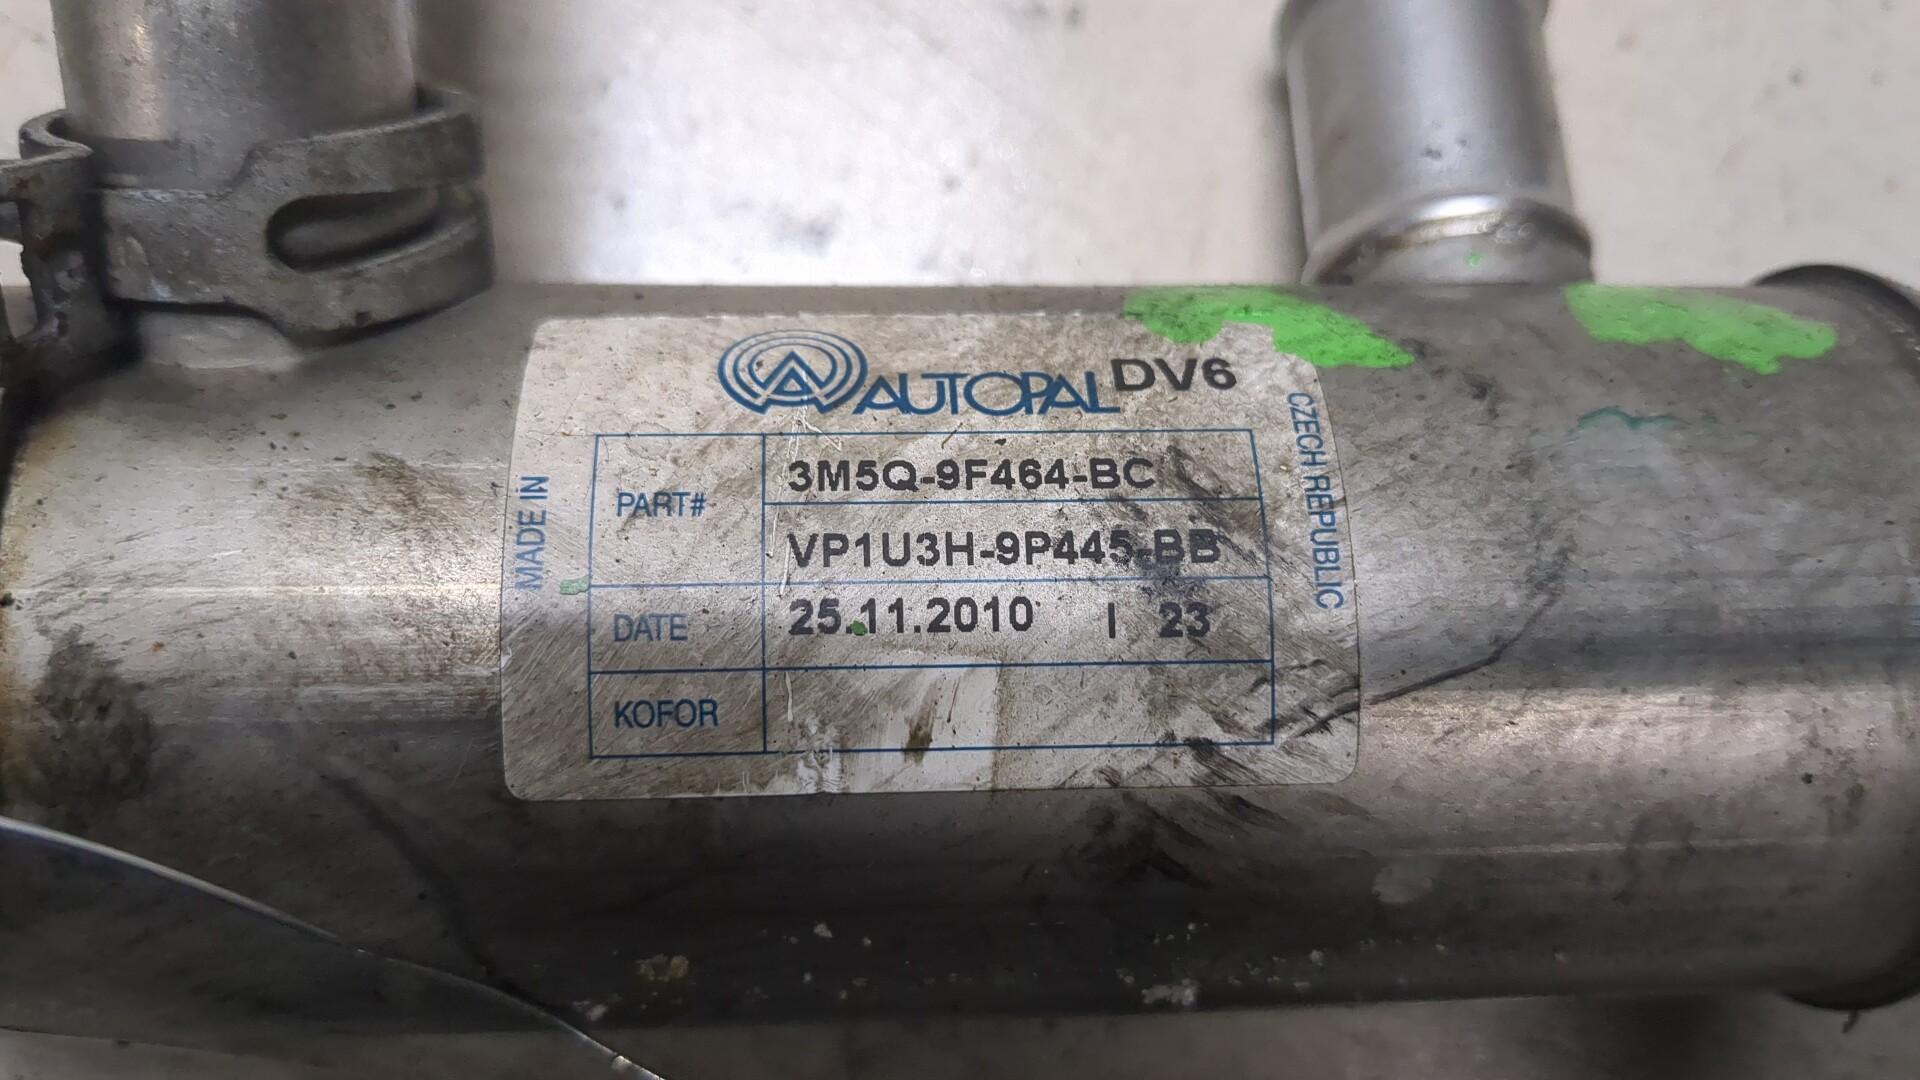 AUTOPAL DV6
MADE IN
CZECH REPUBLIC
PART#
3M5Q-9F464-BC
VP1U3H-9P445-BB
DATE
25.11.2010 I 23
KOFOR